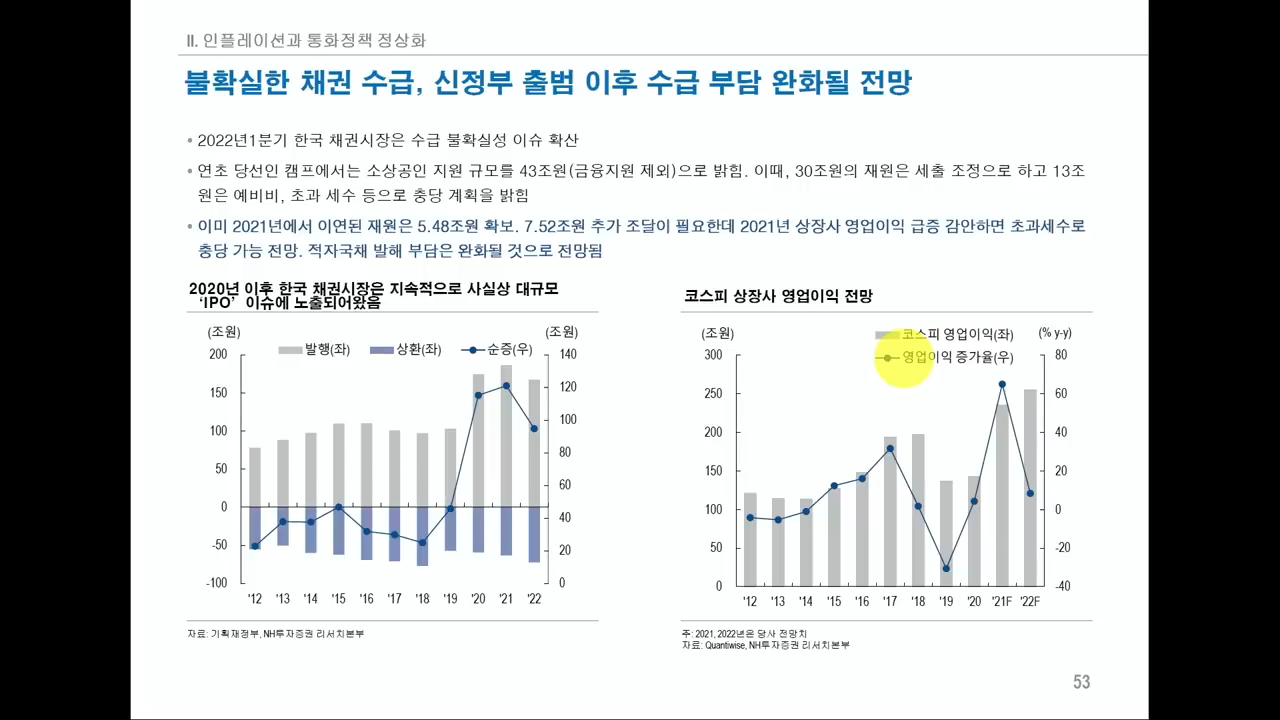 II. 인플레이션과 통화정책 정상화
불확실한 채권 수급, 신정부 출범 이후 수급 부담 완화될 전망
• 2022년1분기 한국 채권시장은 수급 불확실성 이슈 확산
• 연초 당선인 캠프에서는 소상공인 지원 규모를 43조원(금융지원 제외)으로 밝힘. 이때, 30조원의 재원은 세출 조정으로 하고 13조
원은 예비비, 초과 세수 등으로 충당 계획을 밝힘
• 이미 2021년에서 이연된 재원은 5.48조원 확보. 7.52조원 추가 조달이 필요한데 2021년 상장사 영업이익 급증 감안하면 초과세수로
충당 가능 전망. 적자국채 발해 부담은 완화될 것으로 전망됨
2020년 이후 한국 채권시장은 지속적으로 사실상 대규모
‘IPO’ 이슈에 노출되어왔음
(조원) (조원)
발행(좌) 상환(좌) 순증(우)
200 140
120
150
100
100
80
50
60
0
40
-50
20
-100 0
'12 '13 '14 '15 '16 '17 '18 '19 '20 '21 '22
자료: 기획재정부, NH투자증권 리서치본부
코스피 상장사 영업이익 전망
(조원) 코스피 영업이익(좌) (% y-y)
영업이익 증가율(우)
300 80
250 60
200 40
150 20
100 0
50 -20
0 -40
'12 '13 '14 '15 '16 '17 '18 '19 '20 '21F '22F
주: 2021, 2022년은 당사 전망치
자료: Quantiwise, NH투자증권 리서치본부
53